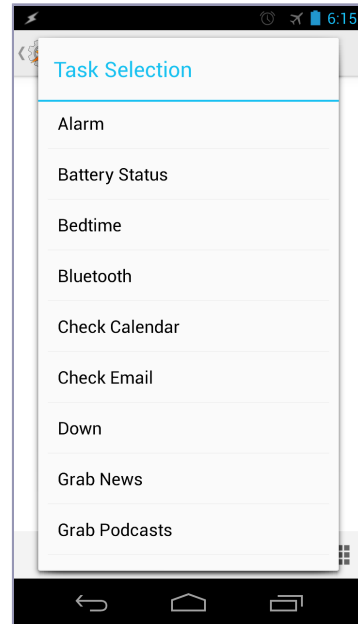 6:15
Task Selection
Alarm
Battery Status
Bedtime
Bluetooth
Check Calendar
Check Email
Down
Grab News
Grab Podcasts